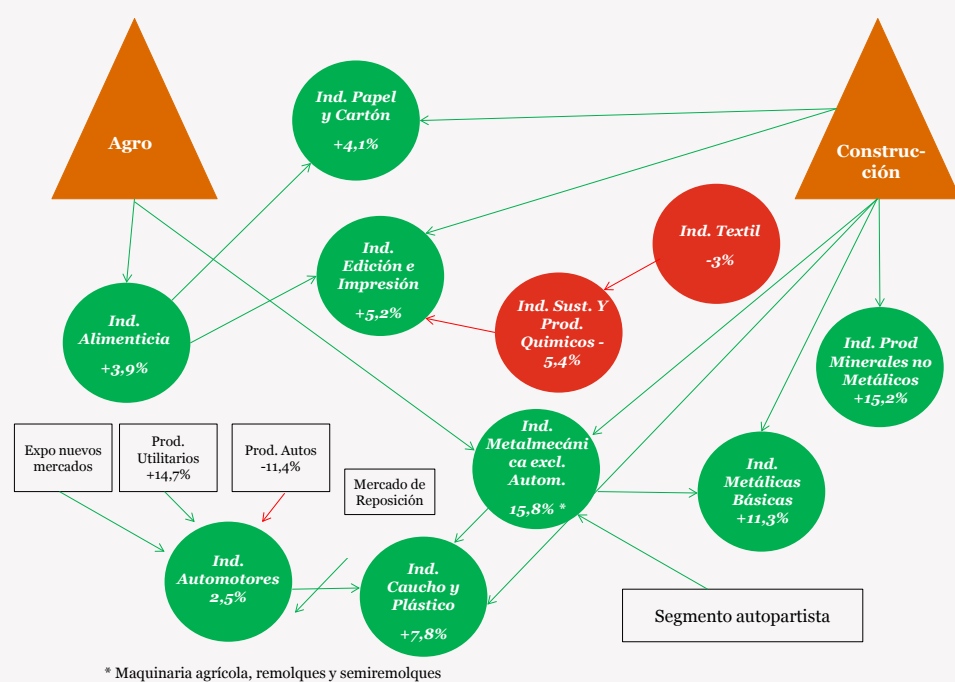 Agro
Ind. Papel
y Cartón
+4,1%
Construc-
ción
Ind.
Edición e
Impresión
+5,2%
Ind. Textil
-3%
Ind.
Alimenticia
+3,9%
Ind. Sust. Y
Prod.
Quimicos -
5,4%
Ind. Prod
Minerales no
Metálicos
+15,2%
Expo nuevos
mercados
Prod.
Utilitarios
+14,7%
Prod. Autos
-11,4%
Mercado de
Reposición
Ind.
Metalmecáni
ca excl.
Autom.
15,8% *
Ind.
Metálicas
Básicas
+11,3%
Ind.
Automotores
2,5%
Ind.
Caucho y
Plástico
+7,8%
Segmento autopartista
* Maquinaria agrícola, remolques y semiremolques